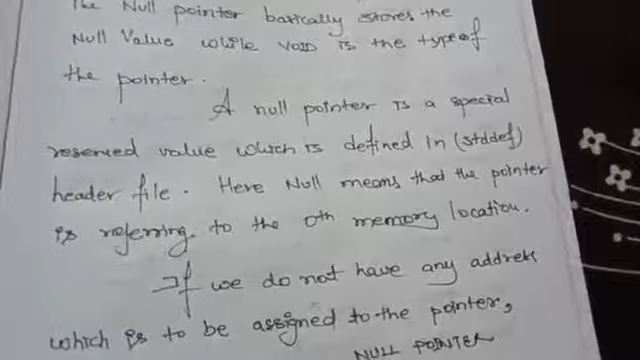 The Null pointer basically stores the
Null Value while void is the type of
the pointer.
A null pointer is a special
reserved value which is defined in (stddef)
header file. Here Null means that the pointer
is referring to the 0th memory location.
If we do not have any address
which is to be assigned to the pointer,
NULL POINTER